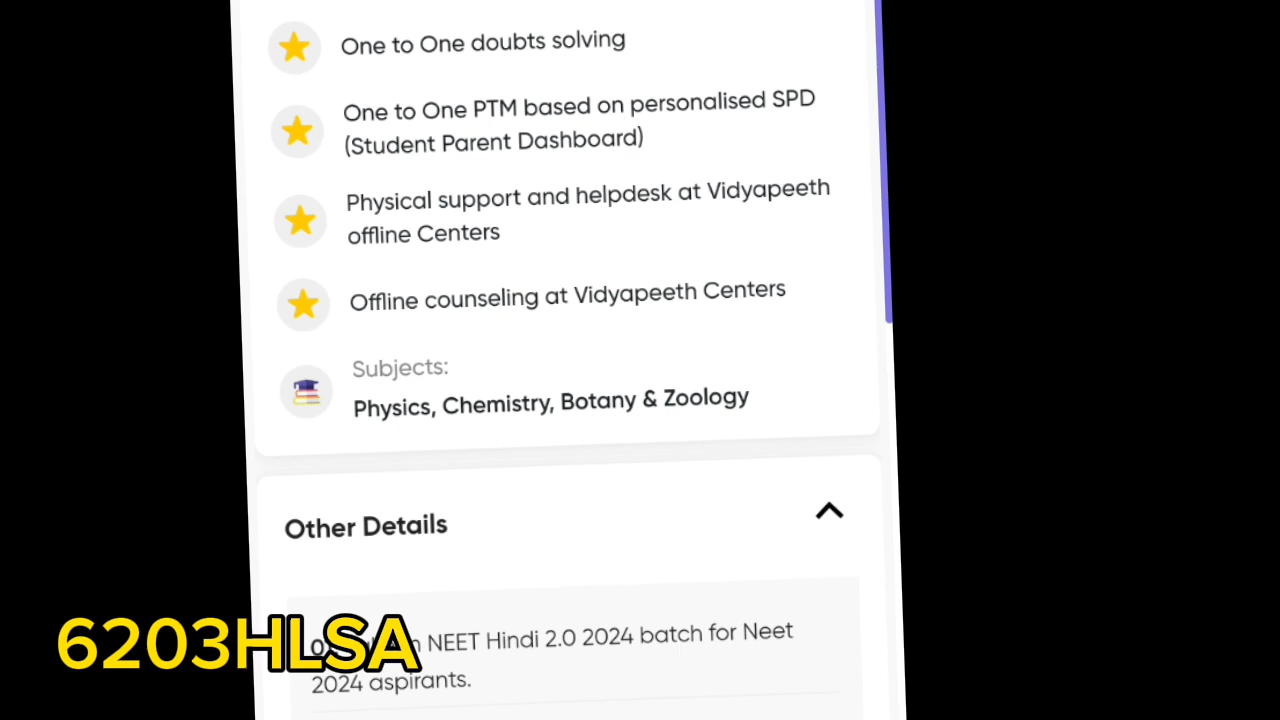 One to One doubts solving
One to One PTM based on personalised SPD
(Student Parent Dashboard)
Physical support and helpdesk at Vidyapeeth
offline Centers
Offline counseling at Vidyapeeth Centers
Subjects:
Physics, Chemistry, Botany & Zoology
Other Details
NEET Hindi 2.0 2024 batch for Neet
2024 aspirants.
6203HLSA